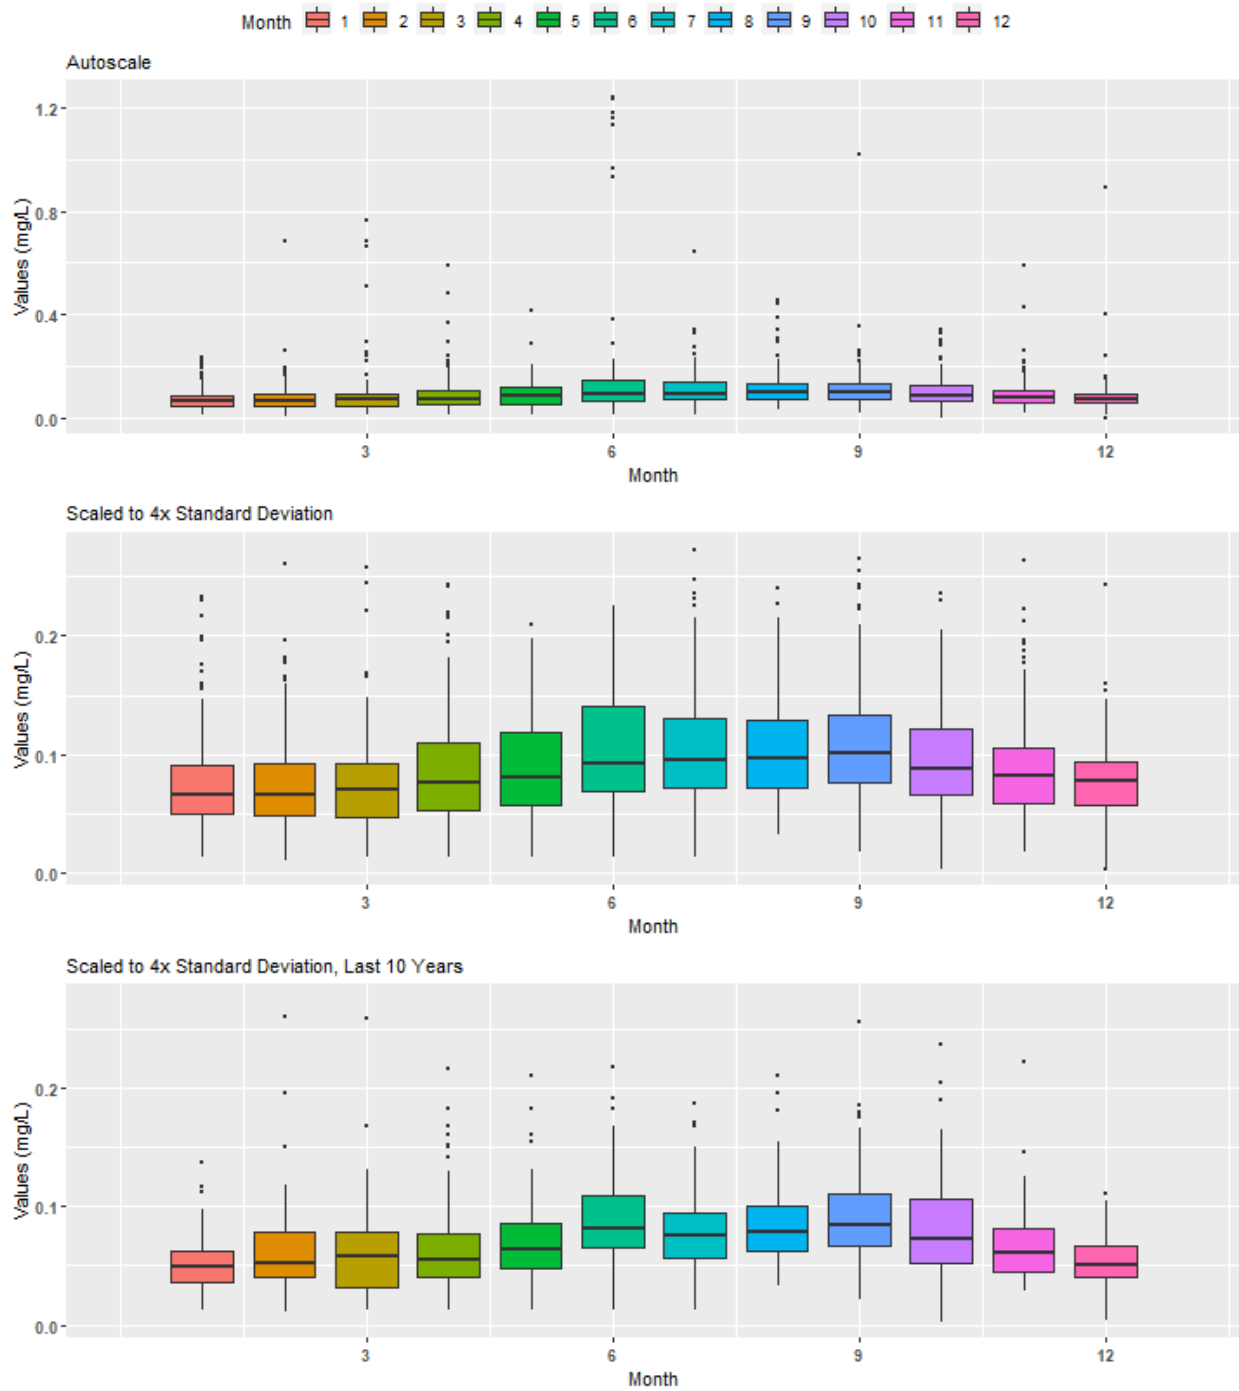 Month 1 2 3 4 5 6 7 8 9 10 11 12
Autoscale
Values (mg/L)
1.2
0.8
0.4
0.0
3 6 9 12
Month
Scaled to 4x Standard Deviation
Values (mg/L)
0.2
0.1
0.0
3 6 9 12
Month
Scaled to 4x Standard Deviation, Last 10 Years
Values (mg/L)
0.2
0.1
0.0
3 6 9 12
Month